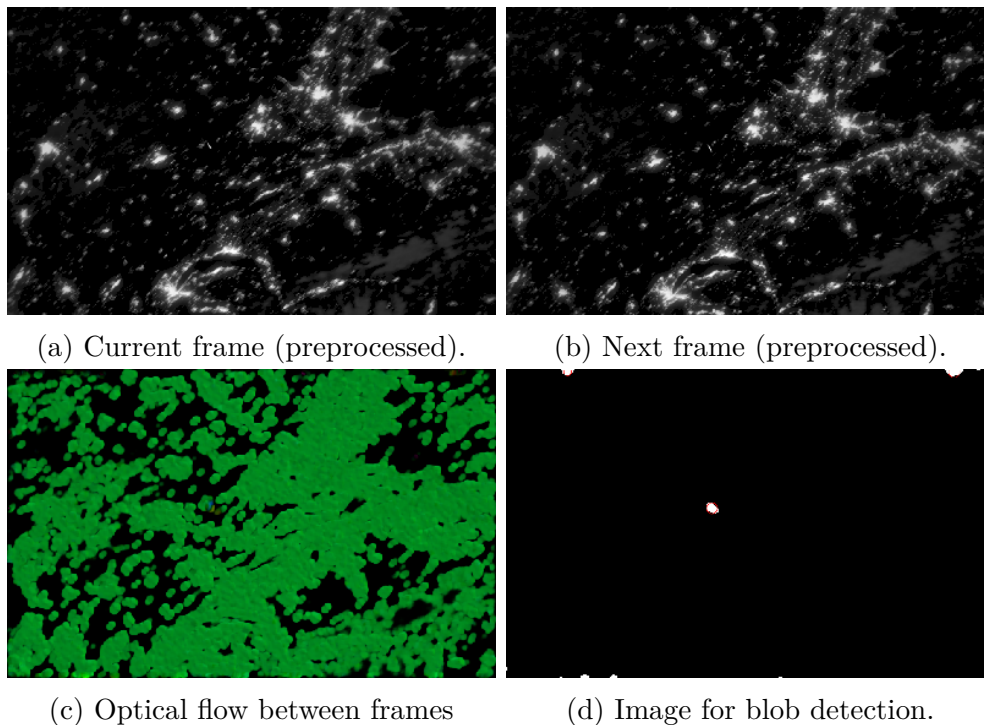 (a) Current frame (preprocessed).
(b) Next frame (preprocessed).
(c) Optical flow between frames
(d) Image for blob detection.